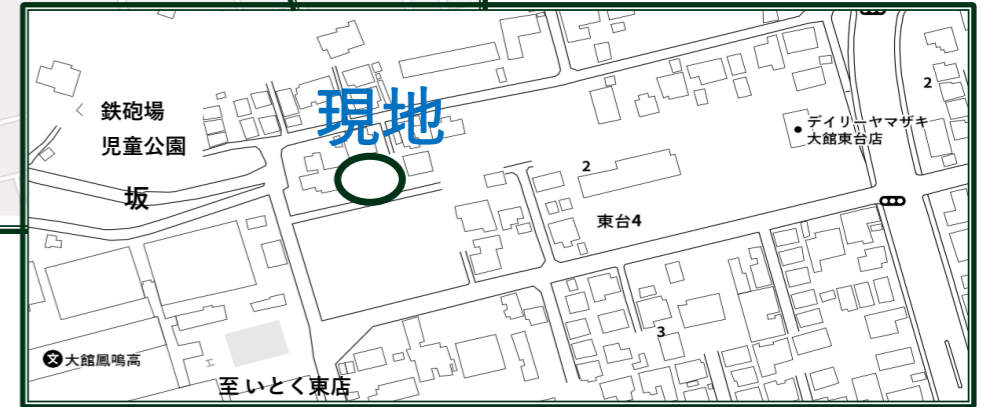 現地
鉄砲場
児童公園
坂
2
デイリーヤマザキ
大館東台店
2
東台4
3
文大館鳳鳴高
至いとく東店